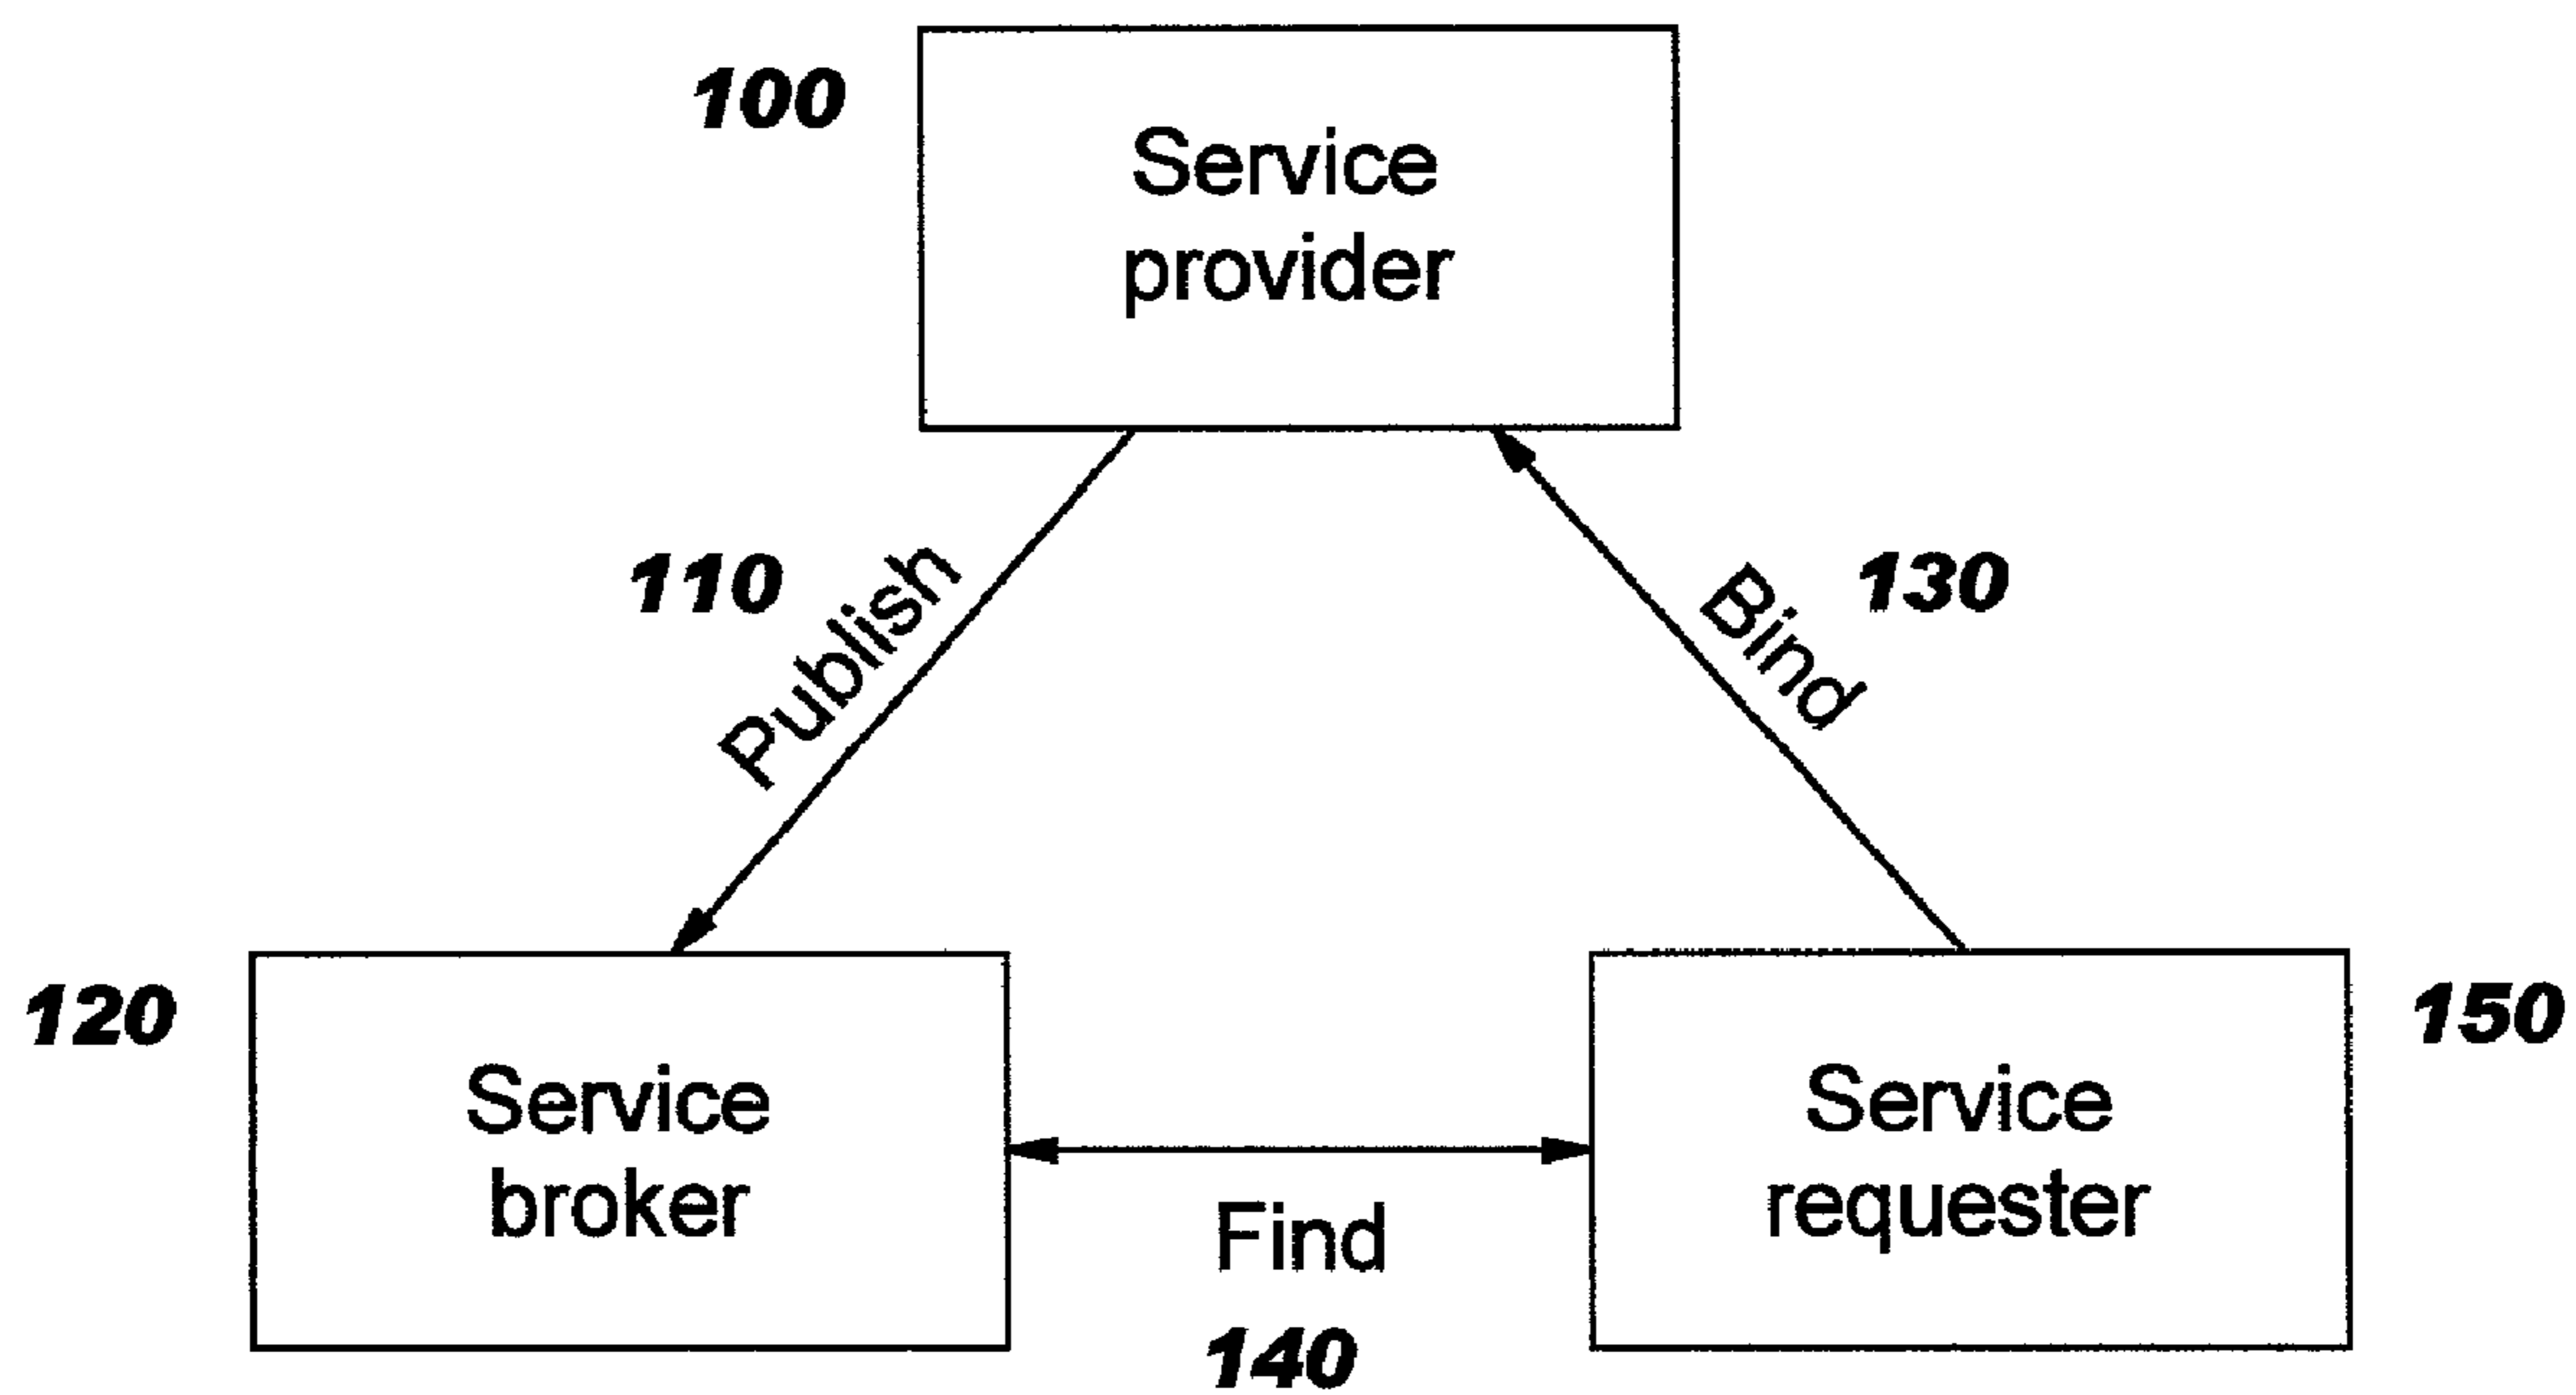 100
Service
provider
110
Publish
Bind
130
120
Service
broker
Find
140
Service
requester
150